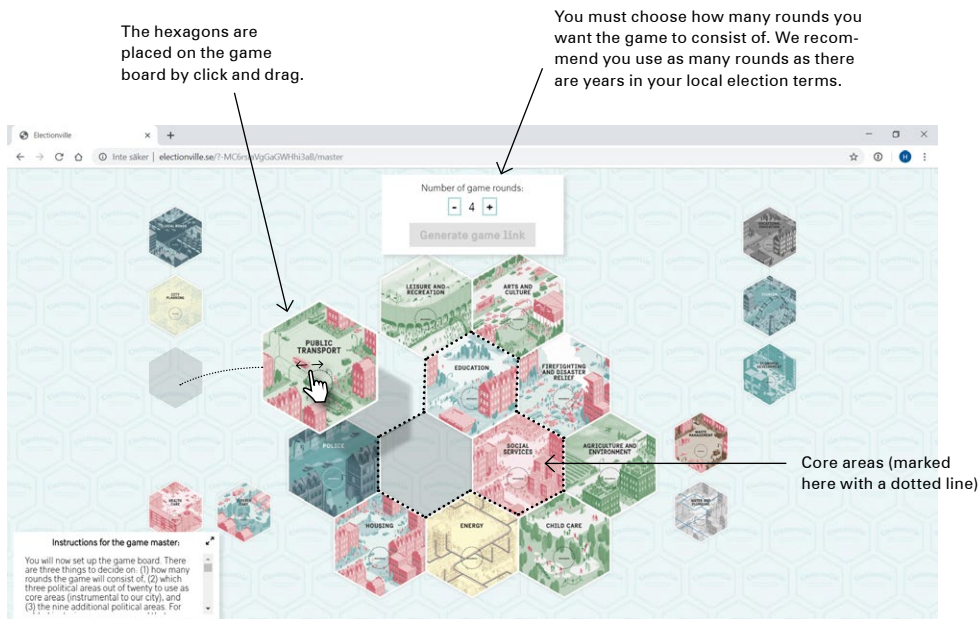 The hexagons are
placed on the game
board by click and drag.
You must choose how many rounds you
want the game to consist of. We recom-
mend you use as many rounds as there
are years in your local election terms.
Electionville
Inte säker
Number of game rounds:
- 4 +
Generate game link
LEISURE AND
RECREATION
ARTS AND
CULTURE
CITY
PLANNING
PUBLIC
TRANSPORT
EDUCATION
FIREFIGHTING
AND DISASTER
RELIEF
POLICE
SOCIAL
SERVICES
AGRICULTURE AND
ENVIRONMENT
WASTE
MANAGEMENT
Core areas (marked
here with a dotted line)
HEALTH
CARE
HOUSING
ENERGY
CHILD CARE
Instructions for the game master:
You will now set up the game board. There
are three things to decide on: (1) how many
rounds the game will consist of, (2) which
three political areas out of twenty to use as
core areas (instrumental to our city), and
(3) the nine additional political areas. For